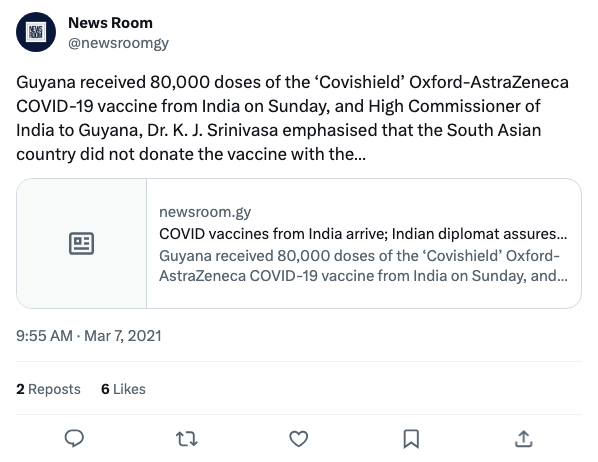 NEWS
ROOM
News Room
@newsroomgy
Guyana received 80,000 doses of the ‘Covishield’ Oxford-AstraZeneca
COVID-19 vaccine from India on Sunday, and High Commissioner of
India to Guyana, Dr. K. J. Srinivasa emphasised that the South Asian
country did not donate the vaccine with the...
newsroom.gy
COVID vaccines from India arrive; Indian diplomat assures...
Guyana received 80,000 doses of the ‘Covishield’ Oxford-
AstraZeneca COVID-19 vaccine from India on Sunday, and...
9:55 AM · Mar 7, 2021
2 Reposts 6 Likes